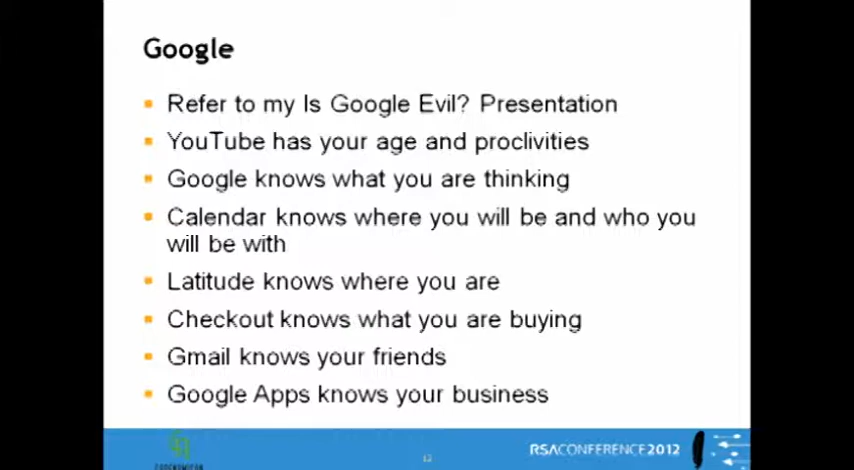 Google
Refer to my Is Google Evil? Presentation
YouTube has your age and proclivities
Google knows what you are thinking
Calendar knows where you will be and who you
will be with
Latitude knows where you are
Checkout knows what you are buying
Gmail knows your friends
Google Apps knows your business
12
RSACONFERENCE2012